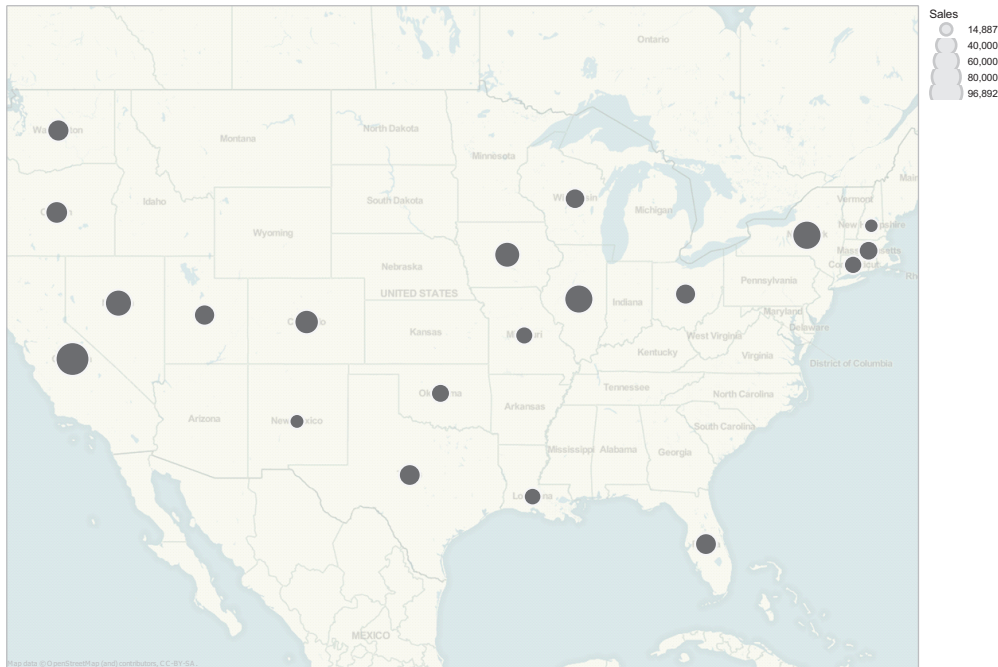 Sales
14,887
40,000
60,000
80,000
96,892
Ontario
North Dakota
Montana
Minnesota
Idaho
South Dakota
Michigan
Vermont
Wyoming
Nebraska
UNITED STATES
Indiana
Pennsylvania
Maryland
Delaware
Kansas
West Virginia
Kentucky
Virginia
District of Columbia
Tennessee
North Carolina
Arizona
Arkansas
South Carolina
Mississippi
Alabama
Georgia
MEXICO
Map data © OpenStreetMap (and) contributors, CC-BY-SA